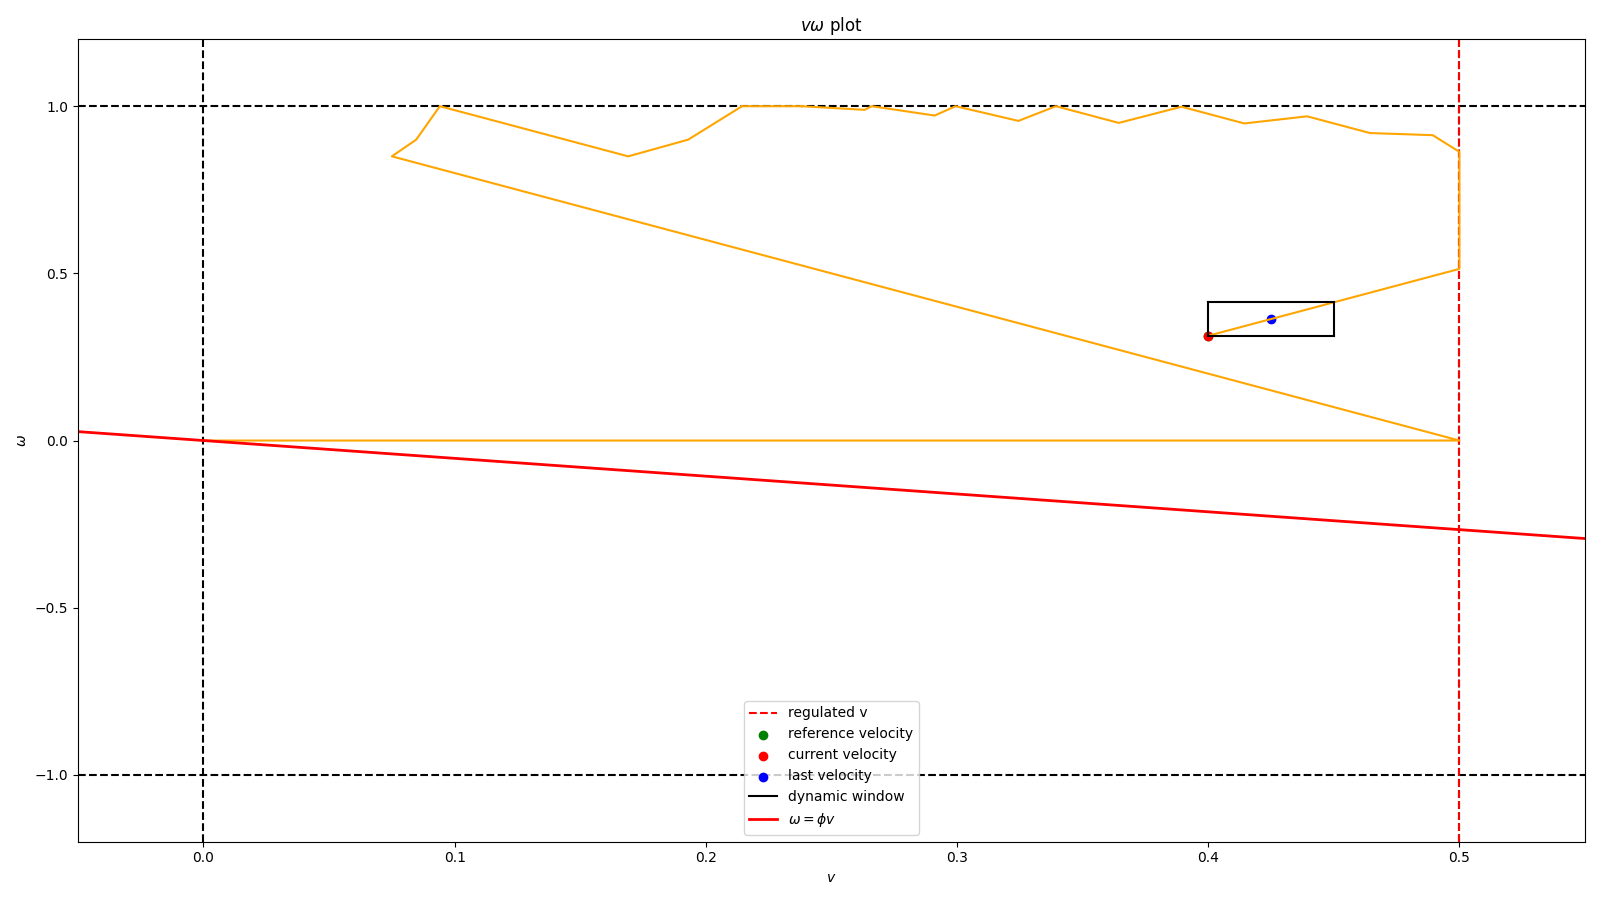 vω plot
1.0
0.5
0.0
−0.5
−1.0
ω
0.0
0.1
0.2
0.3
0.4
0.5
v
regulated v
reference velocity
current velocity
last velocity
dynamic window
ω = ϕv